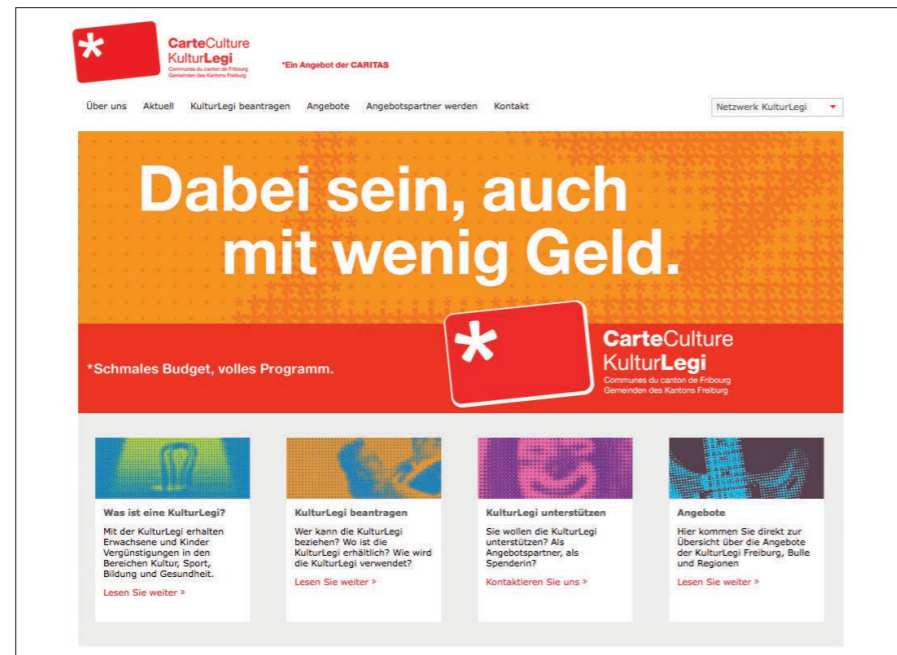 CarteCulture
KulturLegi
Communes du canton de Fribourg
Gemeinden des Kantons Freiburg
*Ein Angebot der CARITAS
Über uns Aktuell KulturLegi beantragen Angebote Angebotspartner werden Kontakt Netzwerk KulturLegi
Dabei sein, auch
mit wenig Geld.
*Schmales Budget, volles Programm.
CarteCulture
KulturLegi
Communes du canton de Fribourg
Gemeinden des Kantons Freiburg
Was ist eine KulturLegi?
Mit der KulturLegi erhalten
Erwachsene und Kinder
Vergünstigungen in den
Bereichen Kultur, Sport,
Bildung und Gesundheit.
Lesen Sie weiter »
KulturLegi beantragen
Wer kann die KulturLegi
beziehen? Wo ist die
KulturLegi erhältlich? Wie wird
die KulturLegi verwendet?
Lesen Sie weiter »
KulturLegi unterstützen
Sie wollen die KulturLegi
unterstützen? Als
Angebotspartner, als
Spenderin?
Kontaktieren Sie uns »
Angebote
Hier kommen Sie direkt zur
Übersicht über die Angebote
der KulturLegi Freiburg, Bulle
und Regionen
Lesen Sie weiter »